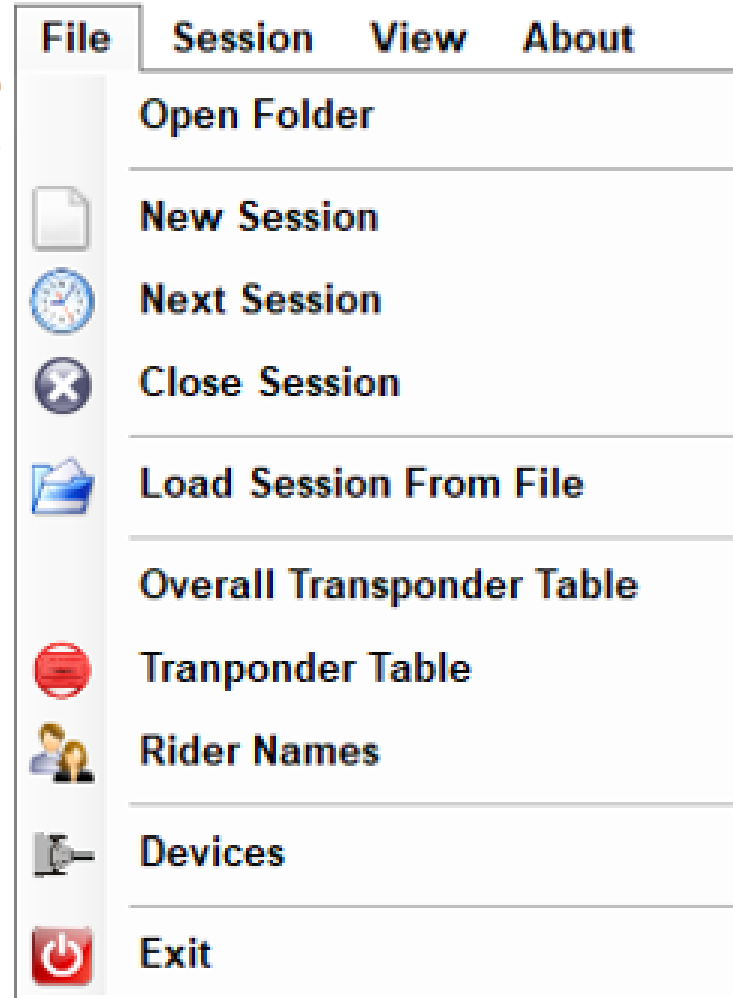 File Session View About
Open Folder
New Session
Next Session
Close Session
Load Session From File
Overall Transponder Table
Tranponder Table
Rider Names
Devices
Exit